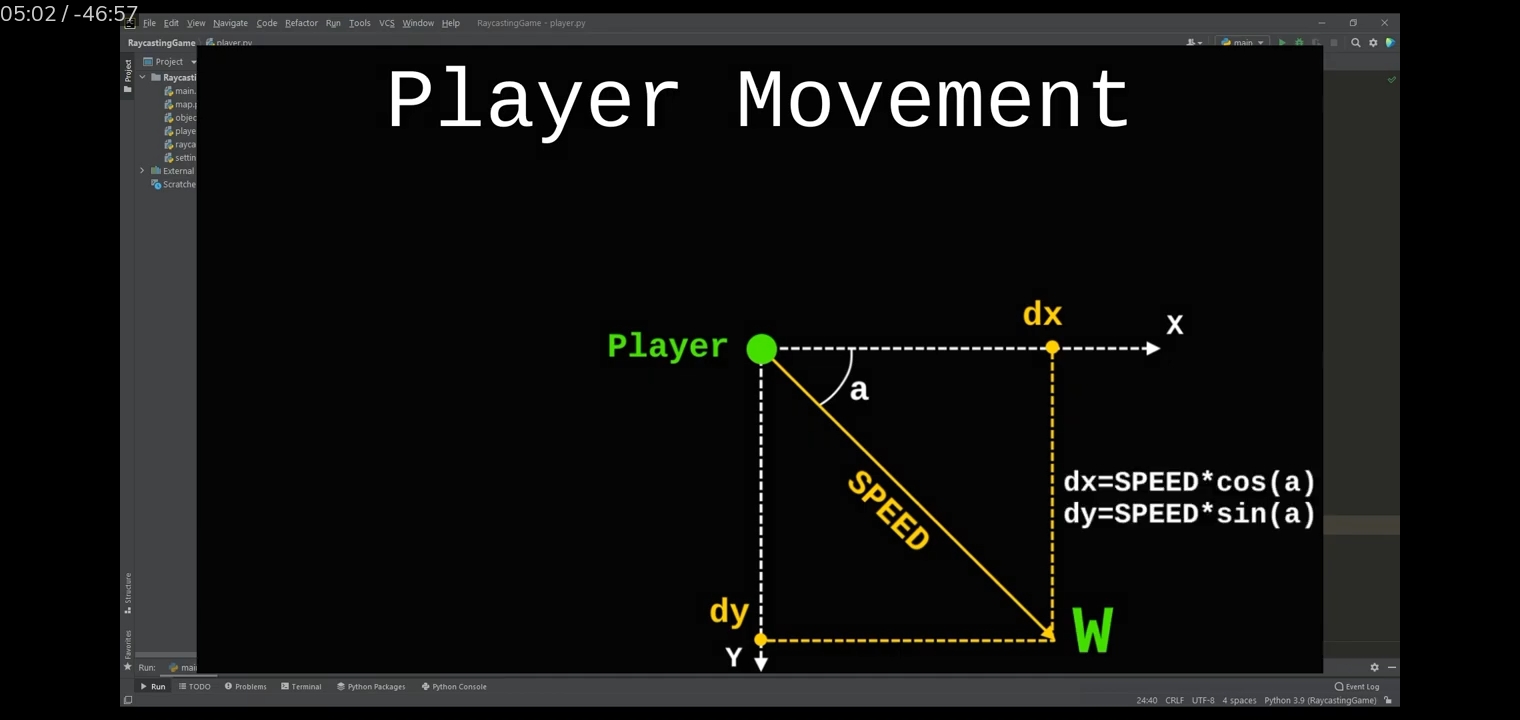 05:02 / -46:57
File Edit View Navigate Code Refactor Run Tools VCS Window Help RaycastingGame - player.py
RaycastingGame player.py main
Project
Project
Raycasti
main.
map.p
objec
playe
rayca
settin
External
Scratche
Player Movement
dx
X
Player
a
SPEED
dx=SPEED*cos(a)
dy=SPEED*sin(a)
dy
W
Y
Structure
Favorites
Run: mai
Run TODO Problems Terminal Python Packages Python Console Event Log
24:40 CRLF UTF-8 4 spaces Python 3.9 (RaycastingGame)